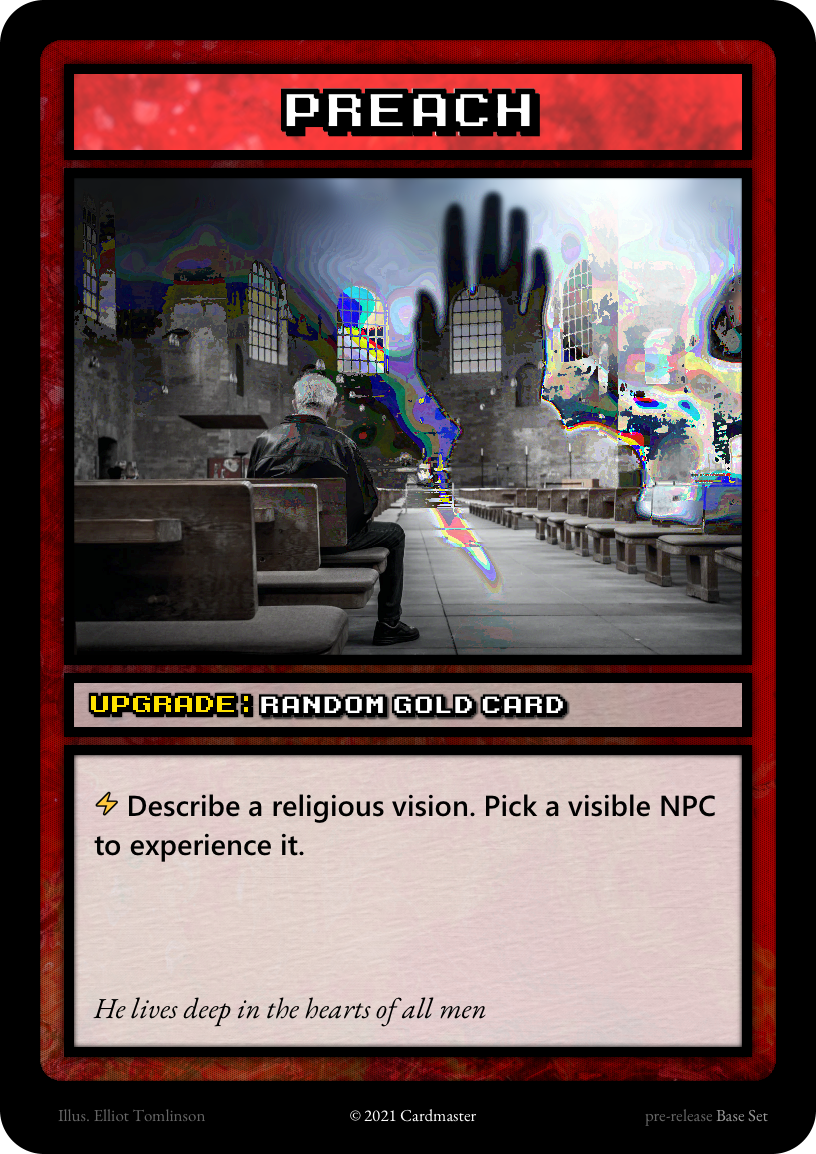 PREACH
UPGRADE: RANDOM GOLD CARD
⚡ Describe a religious vision. Pick a visible NPC
to experience it.
He lives deep in the hearts of all men
Illus. Elliot Tomlinson © 2021 Cardmaster pre-release Base Set